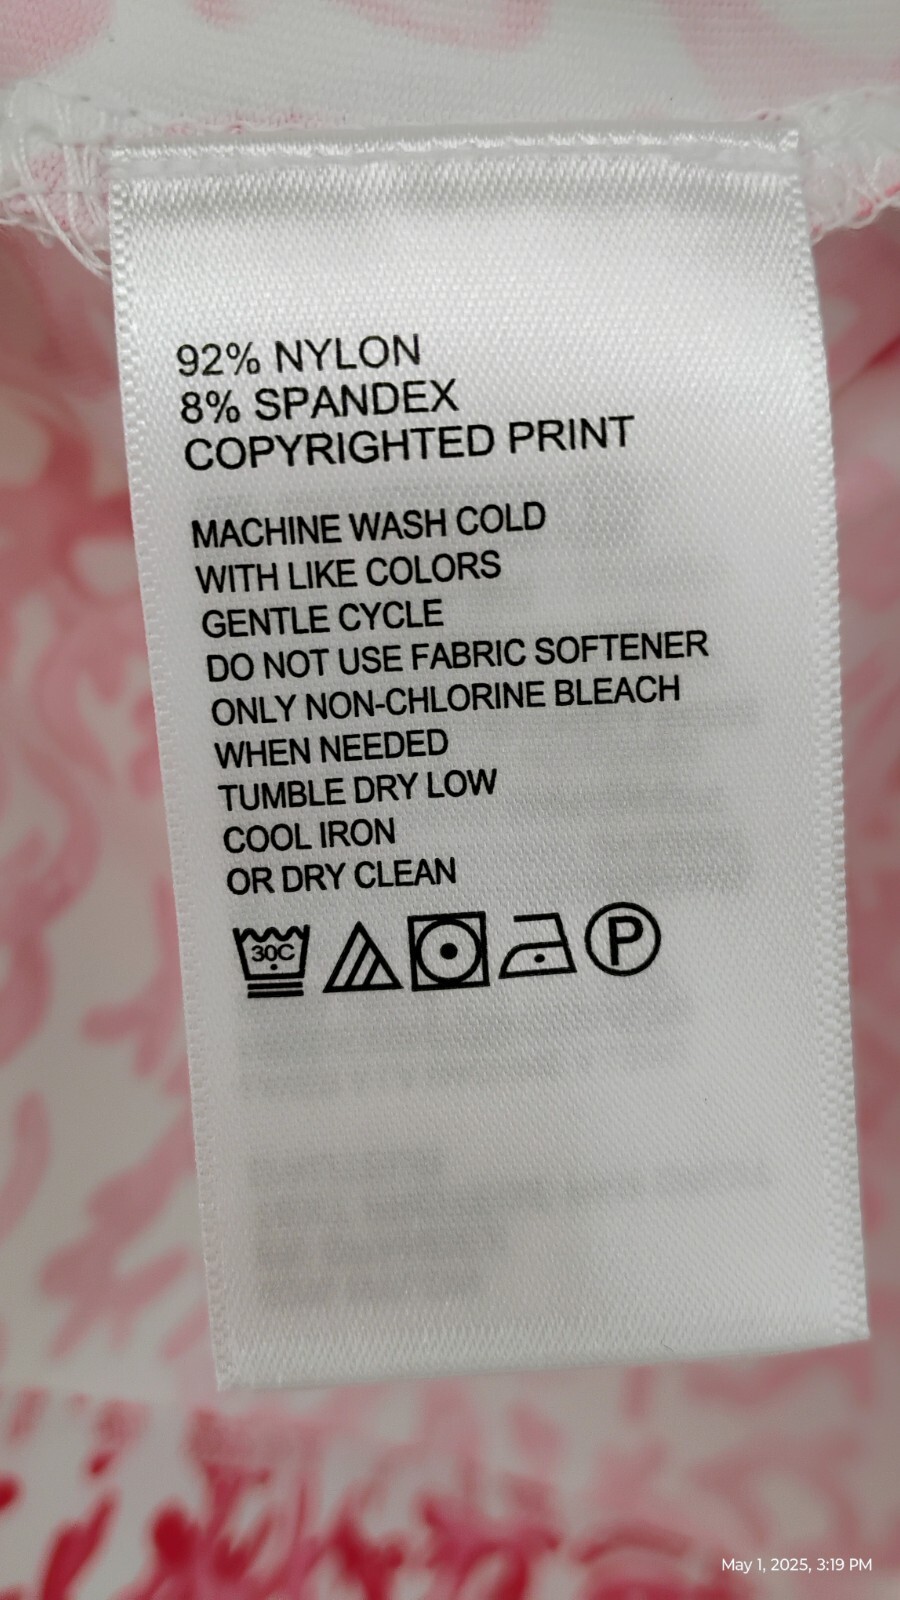 92% NYLON
8% SPANDEX
COPYRIGHTED PRINT
MACHINE WASH COLD
WITH LIKE COLORS
GENTLE CYCLE
DO NOT USE FABRIC SOFTENER
ONLY NON-CHLORINE BLEACH
WHEN NEEDED
TUMBLE DRY LOW
COOL IRON
OR DRY CLEAN
30C P
May 1, 2025, 3:19 PM